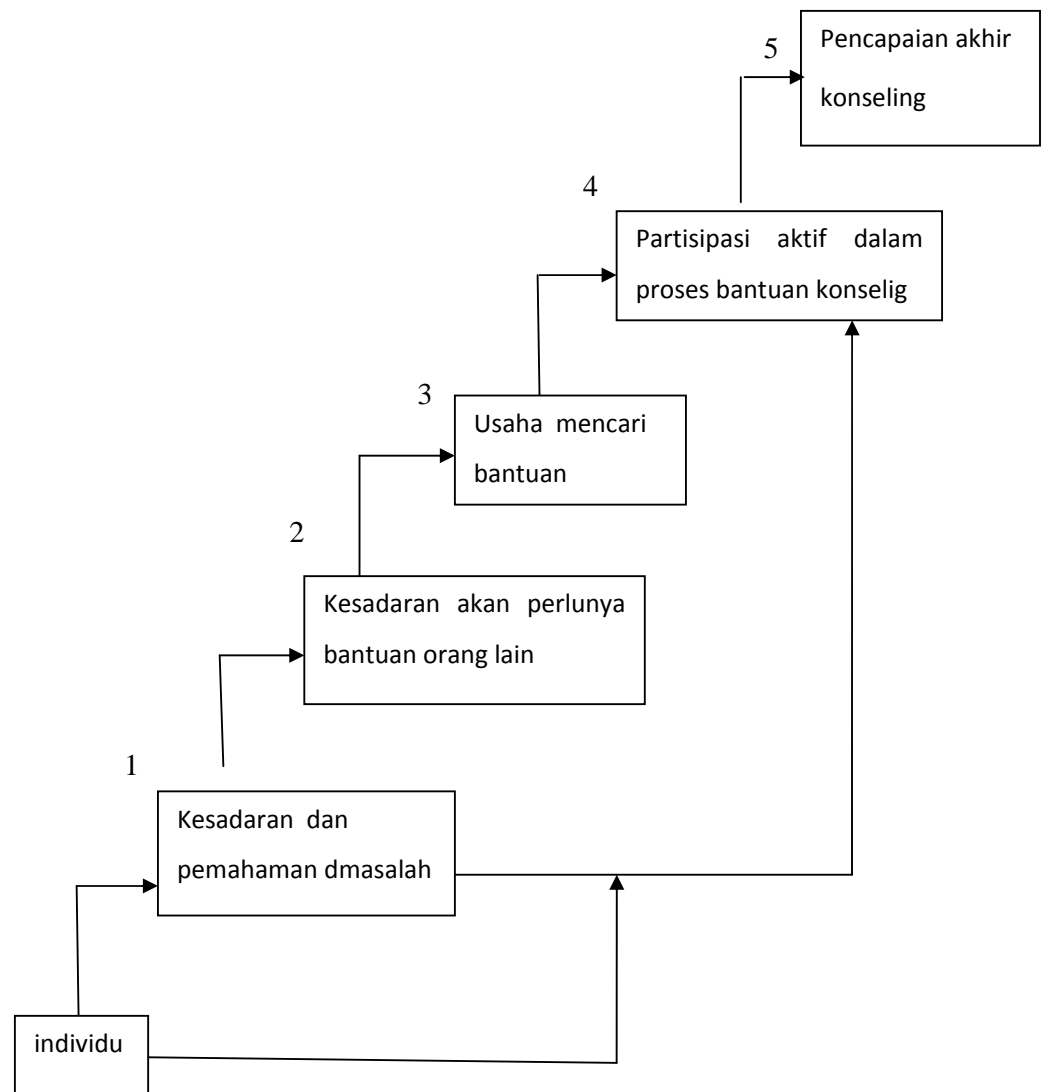 5
Pencapaian akhir
konseling
4
Partisipasi aktif dalam
proses bantuan konselig
3
Usaha mencari
bantuan
2
Kesadaran akan perlunya
bantuan orang lain
1
Kesadaran dan
pemahaman dmasalah
individu